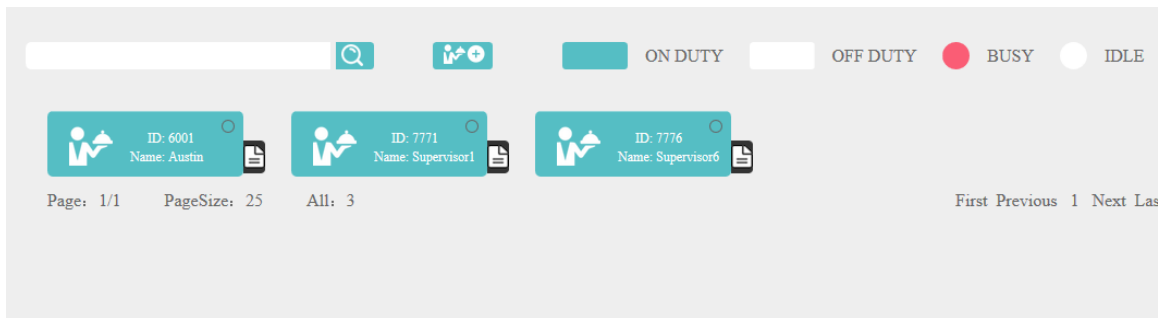 ON DUTY OFF DUTY BUSY IDLE
ID: 6001
Name: Austin
ID: 7771
Name: Supervisor1
ID: 7776
Name: Supervisor6
Page: 1/1 PageSize: 25 All: 3 First Previous 1 Next Las